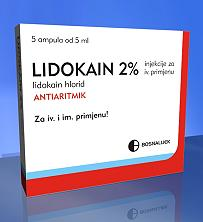 5 ampula od 5 ml
LIDOKAIN 2% injekcije za iv. primjenu
lidokain hlorid
ANTIARITMIK
Za iv. i im. primjenu!
BOSNALIJEK